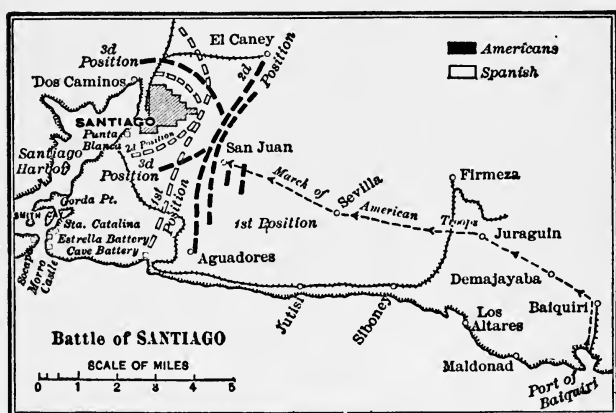 El Caney
3d
Position
2d
Position
Americans
Spanish
Dos Caminos
SANTIAGO
Punta
Blanca
2d Position
San Juan
Santiago
Harbor
3d
Position
1st
Position
March of American Troops
Firmeza
Gorda Pt.
SMITH CAY
Sevilla
1st Position
Sta. Catalina
Estrella Battery
Cave Battery
Juraguin
Socapa
Morro
Castle
Aguadores
Demajayaba
Jutisi
Siboney
Los
Altares
Baiquiri
Battle of SANTIAGO
SCALE OF MILES
0 1 2 3 4 5
Maldonad
Port of
Baiquiri